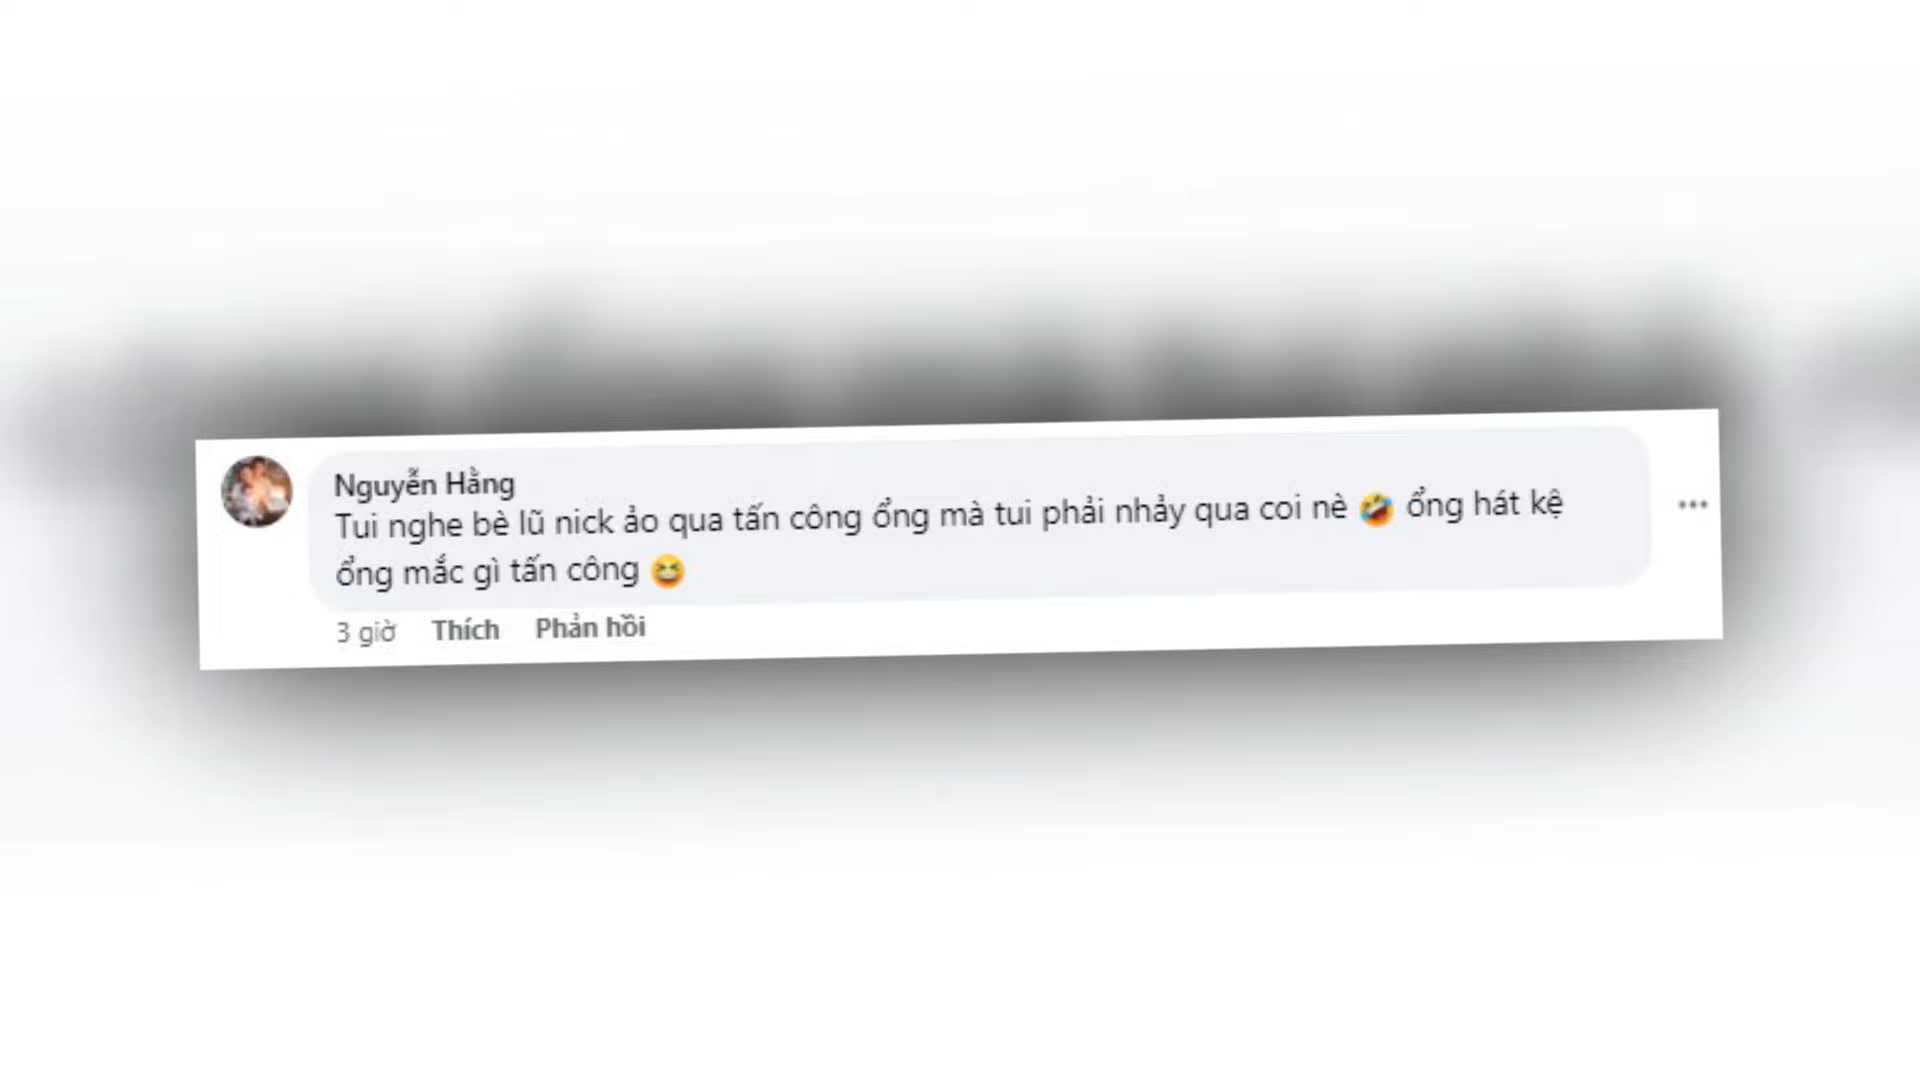 Nguyễn Hằng
Tui nghe bè lũ nick ảo qua tấn công ổng mà tui phải nhảy qua coi nè 🤣 ổng hát kệ
ổng mắc gì tấn công 😆
3 giờ Thích Phản hồi